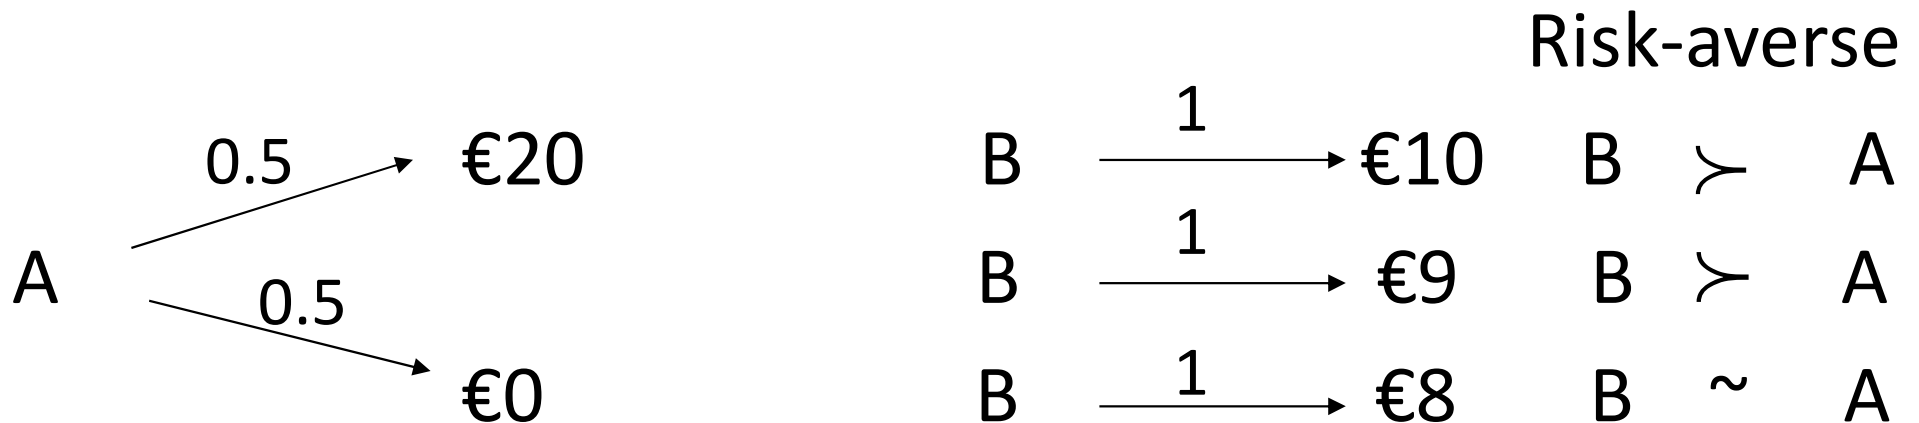 Risk-averse
0.5 €20 B 1 €10 B ≻ A
A B 1 €9 B ≻ A
0.5 €0 B 1 €8 B ~ A